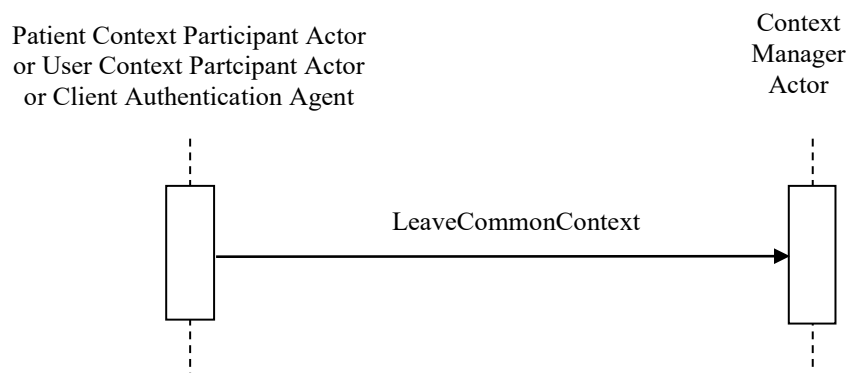 Patient Context Participant Actor
or User Context Partcipant Actor
or Client Authentication Agent
Context
Manager
Actor
LeaveCommonContext